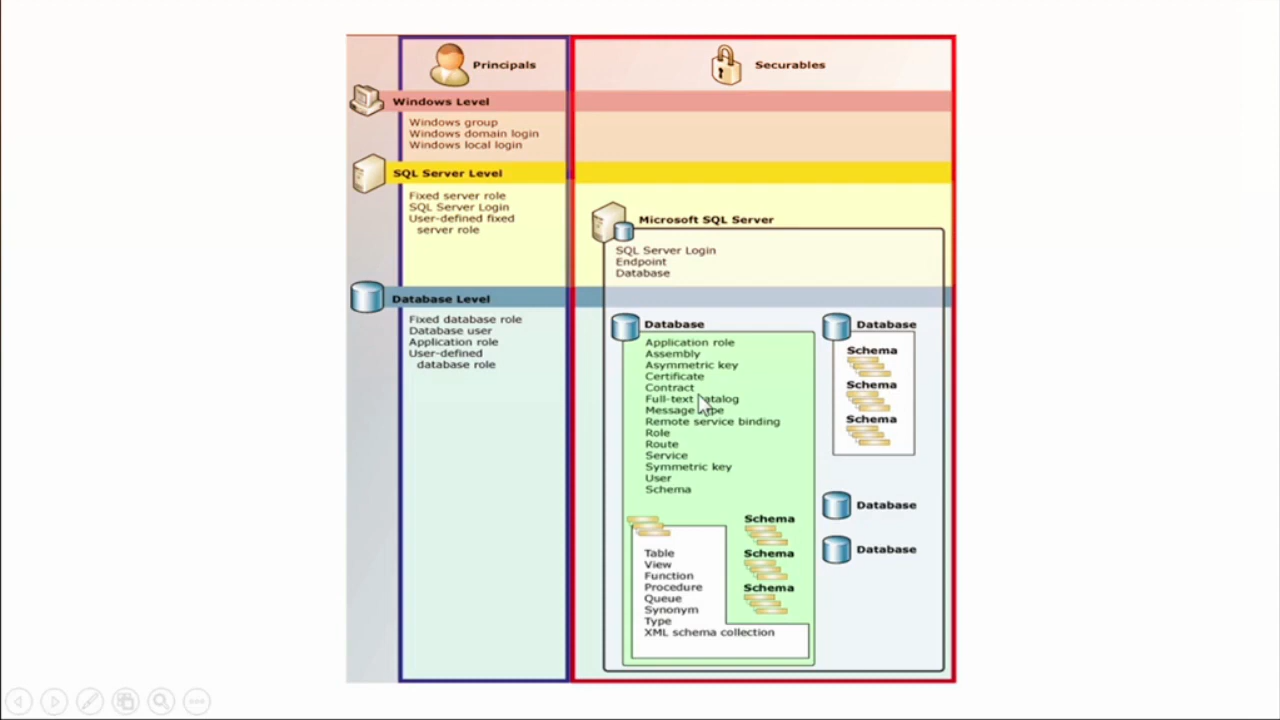 Principals
Securables
Windows Level
Windows group
Windows domain login
Windows local login
SQL Server Level
Fixed server role
SQL Server Login
User-defined fixed
server role
Microsoft SQL Server
SQL Server Login
Endpoint
Database
Database Level
Fixed database role
Database user
Application role
User-defined
database role
Database
Application role
Assembly
Asymmetric key
Certificate
Contract
Full-text catalog
Message type
Remote service binding
Role
Route
Service
Symmetric key
User
Schema
Table
View
Function
Procedure
Queue
Synonym
Type
XML schema collection
Schema
Schema
Schema
Database
Schema
Schema
Schema
Database
Database